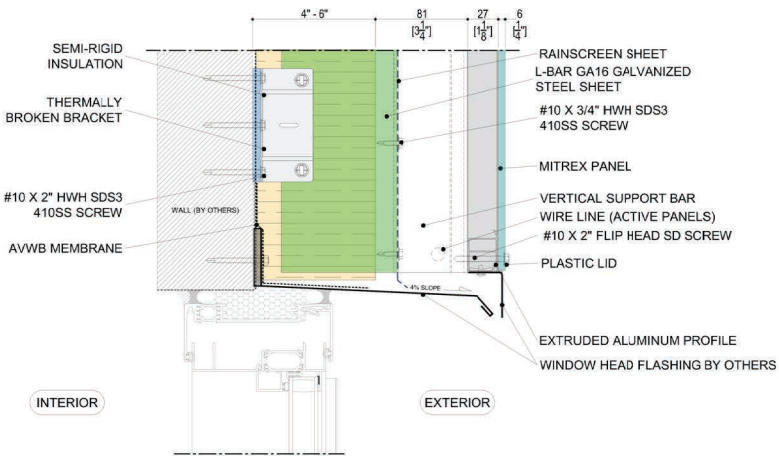 4" - 6"
81
[3 1/4"]
27
[1 1/8"]
6
[1/4"]
SEMI-RIGID
INSULATION
THERMALLY
BROKEN BRACKET
#10 X 2" HWH SDS3
410SS SCREW
WALL (BY OTHERS)
AVWB MEMBRANE
RAINSCREEN SHEET
L-BAR GA16 GALVANIZED
STEEL SHEET
#10 X 3/4" HWH SDS3
410SS SCREW
MITREX PANEL
VERTICAL SUPPORT BAR
WIRE LINE (ACTIVE PANELS)
#10 X 2" FLIP HEAD SD SCREW
PLASTIC LID
4% SLOPE
EXTRUDED ALUMINUM PROFILE
WINDOW HEAD FLASHING BY OTHERS
INTERIOR
EXTERIOR